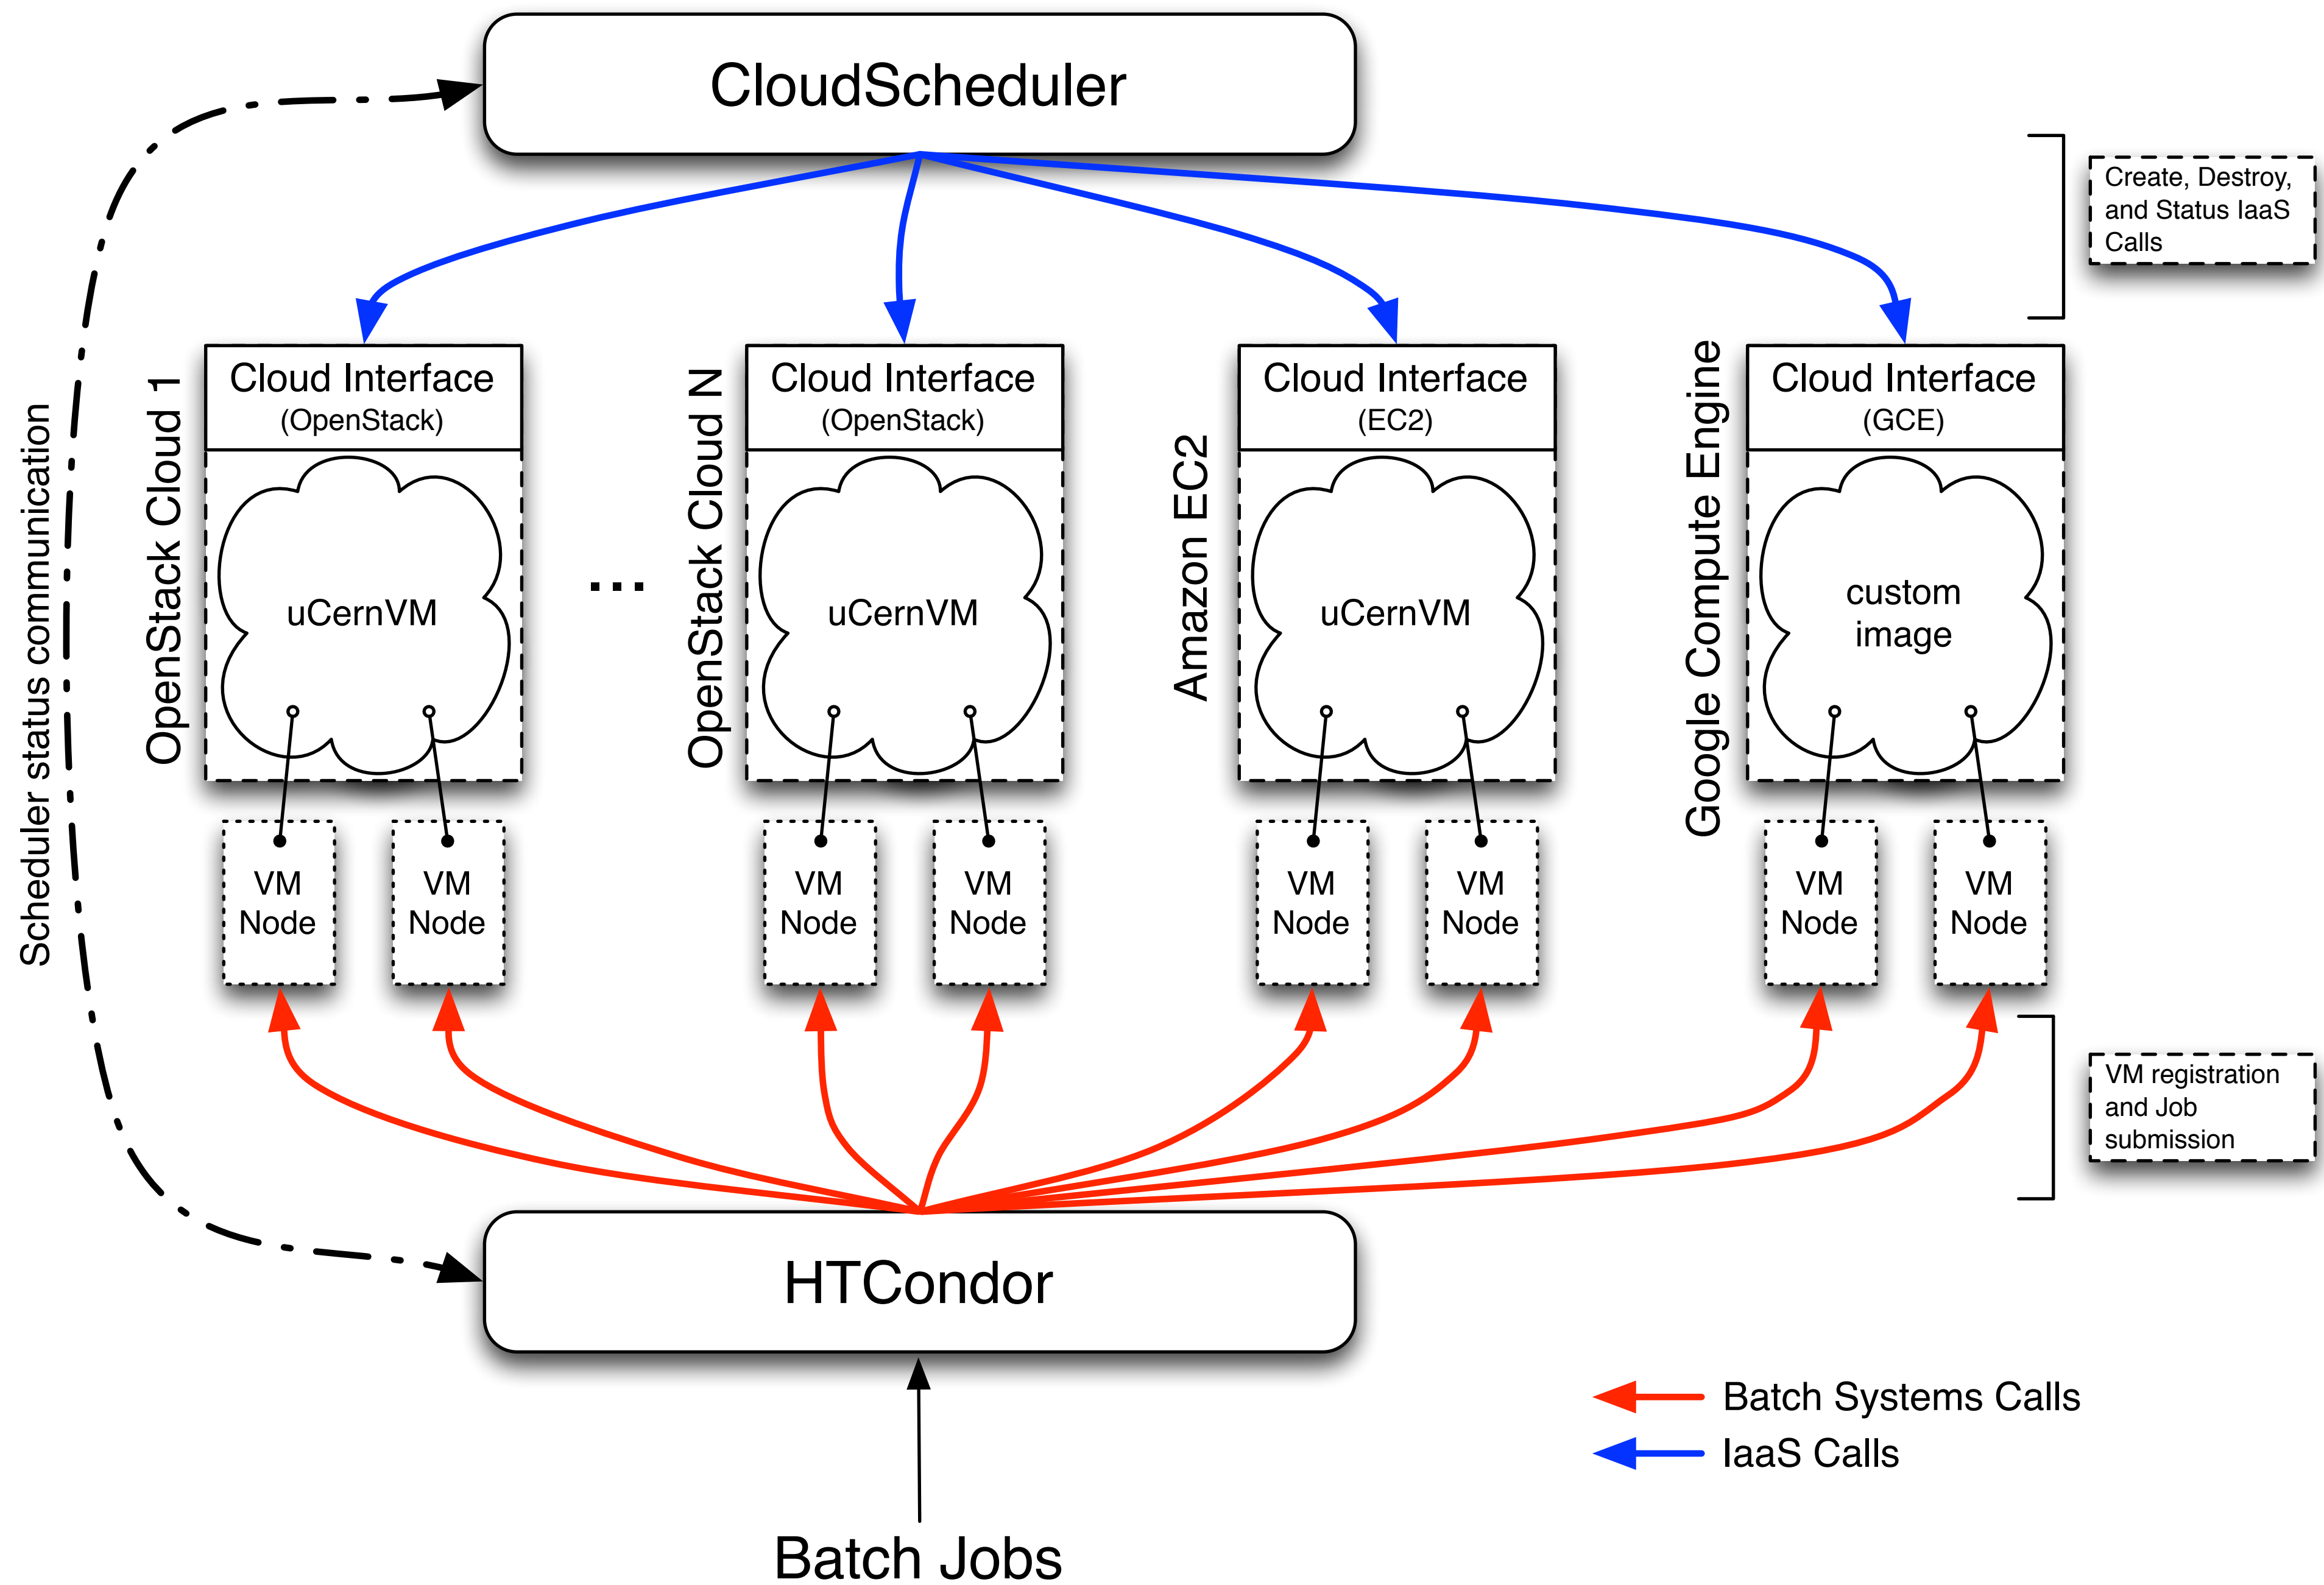 CloudScheduler
Create, Destroy,
and Status IaaS
Calls
Scheduler status communication
OpenStack Cloud 1
Cloud Interface
(OpenStack)
uCernVM
VM
Node
VM
Node
...
OpenStack Cloud N
Cloud Interface
(OpenStack)
uCernVM
VM
Node
VM
Node
Amazon EC2
Cloud Interface
(EC2)
uCernVM
VM
Node
VM
Node
Google Compute Engine
Cloud Interface
(GCE)
custom
image
VM
Node
VM
Node
VM registration
and Job
submission
HTCondor
Batch Systems Calls
IaaS Calls
Batch Jobs